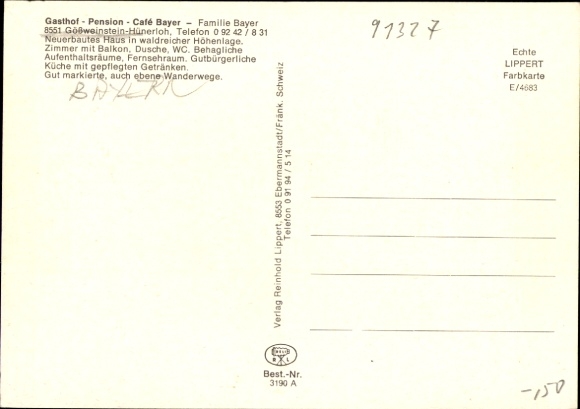 Gasthof - Pension - Café Bayer – Familie Bayer
8551 Gößweinstein-Hünerloh, Telefon 0 92 42 / 8 31
Neuerbautes Haus in waldreicher Höhenlage.
Zimmer mit Balkon, Dusche, WC. Behagliche
Aufenthaltsräume, Fernsehraum. Gutbürgerliche
Küche mit gepflegten Getränken.
Gut markierte, auch ebene Wanderwege.
BAYERN
91327
Echte
LIPPERT
Farbkarte
E/4683
Verlag Reinhold Lippert, 8553 Ebermannstadt/Fränk. Schweiz
Telefon 0 91 94 / 5 14
Best.-Nr.
3190 A
-,50